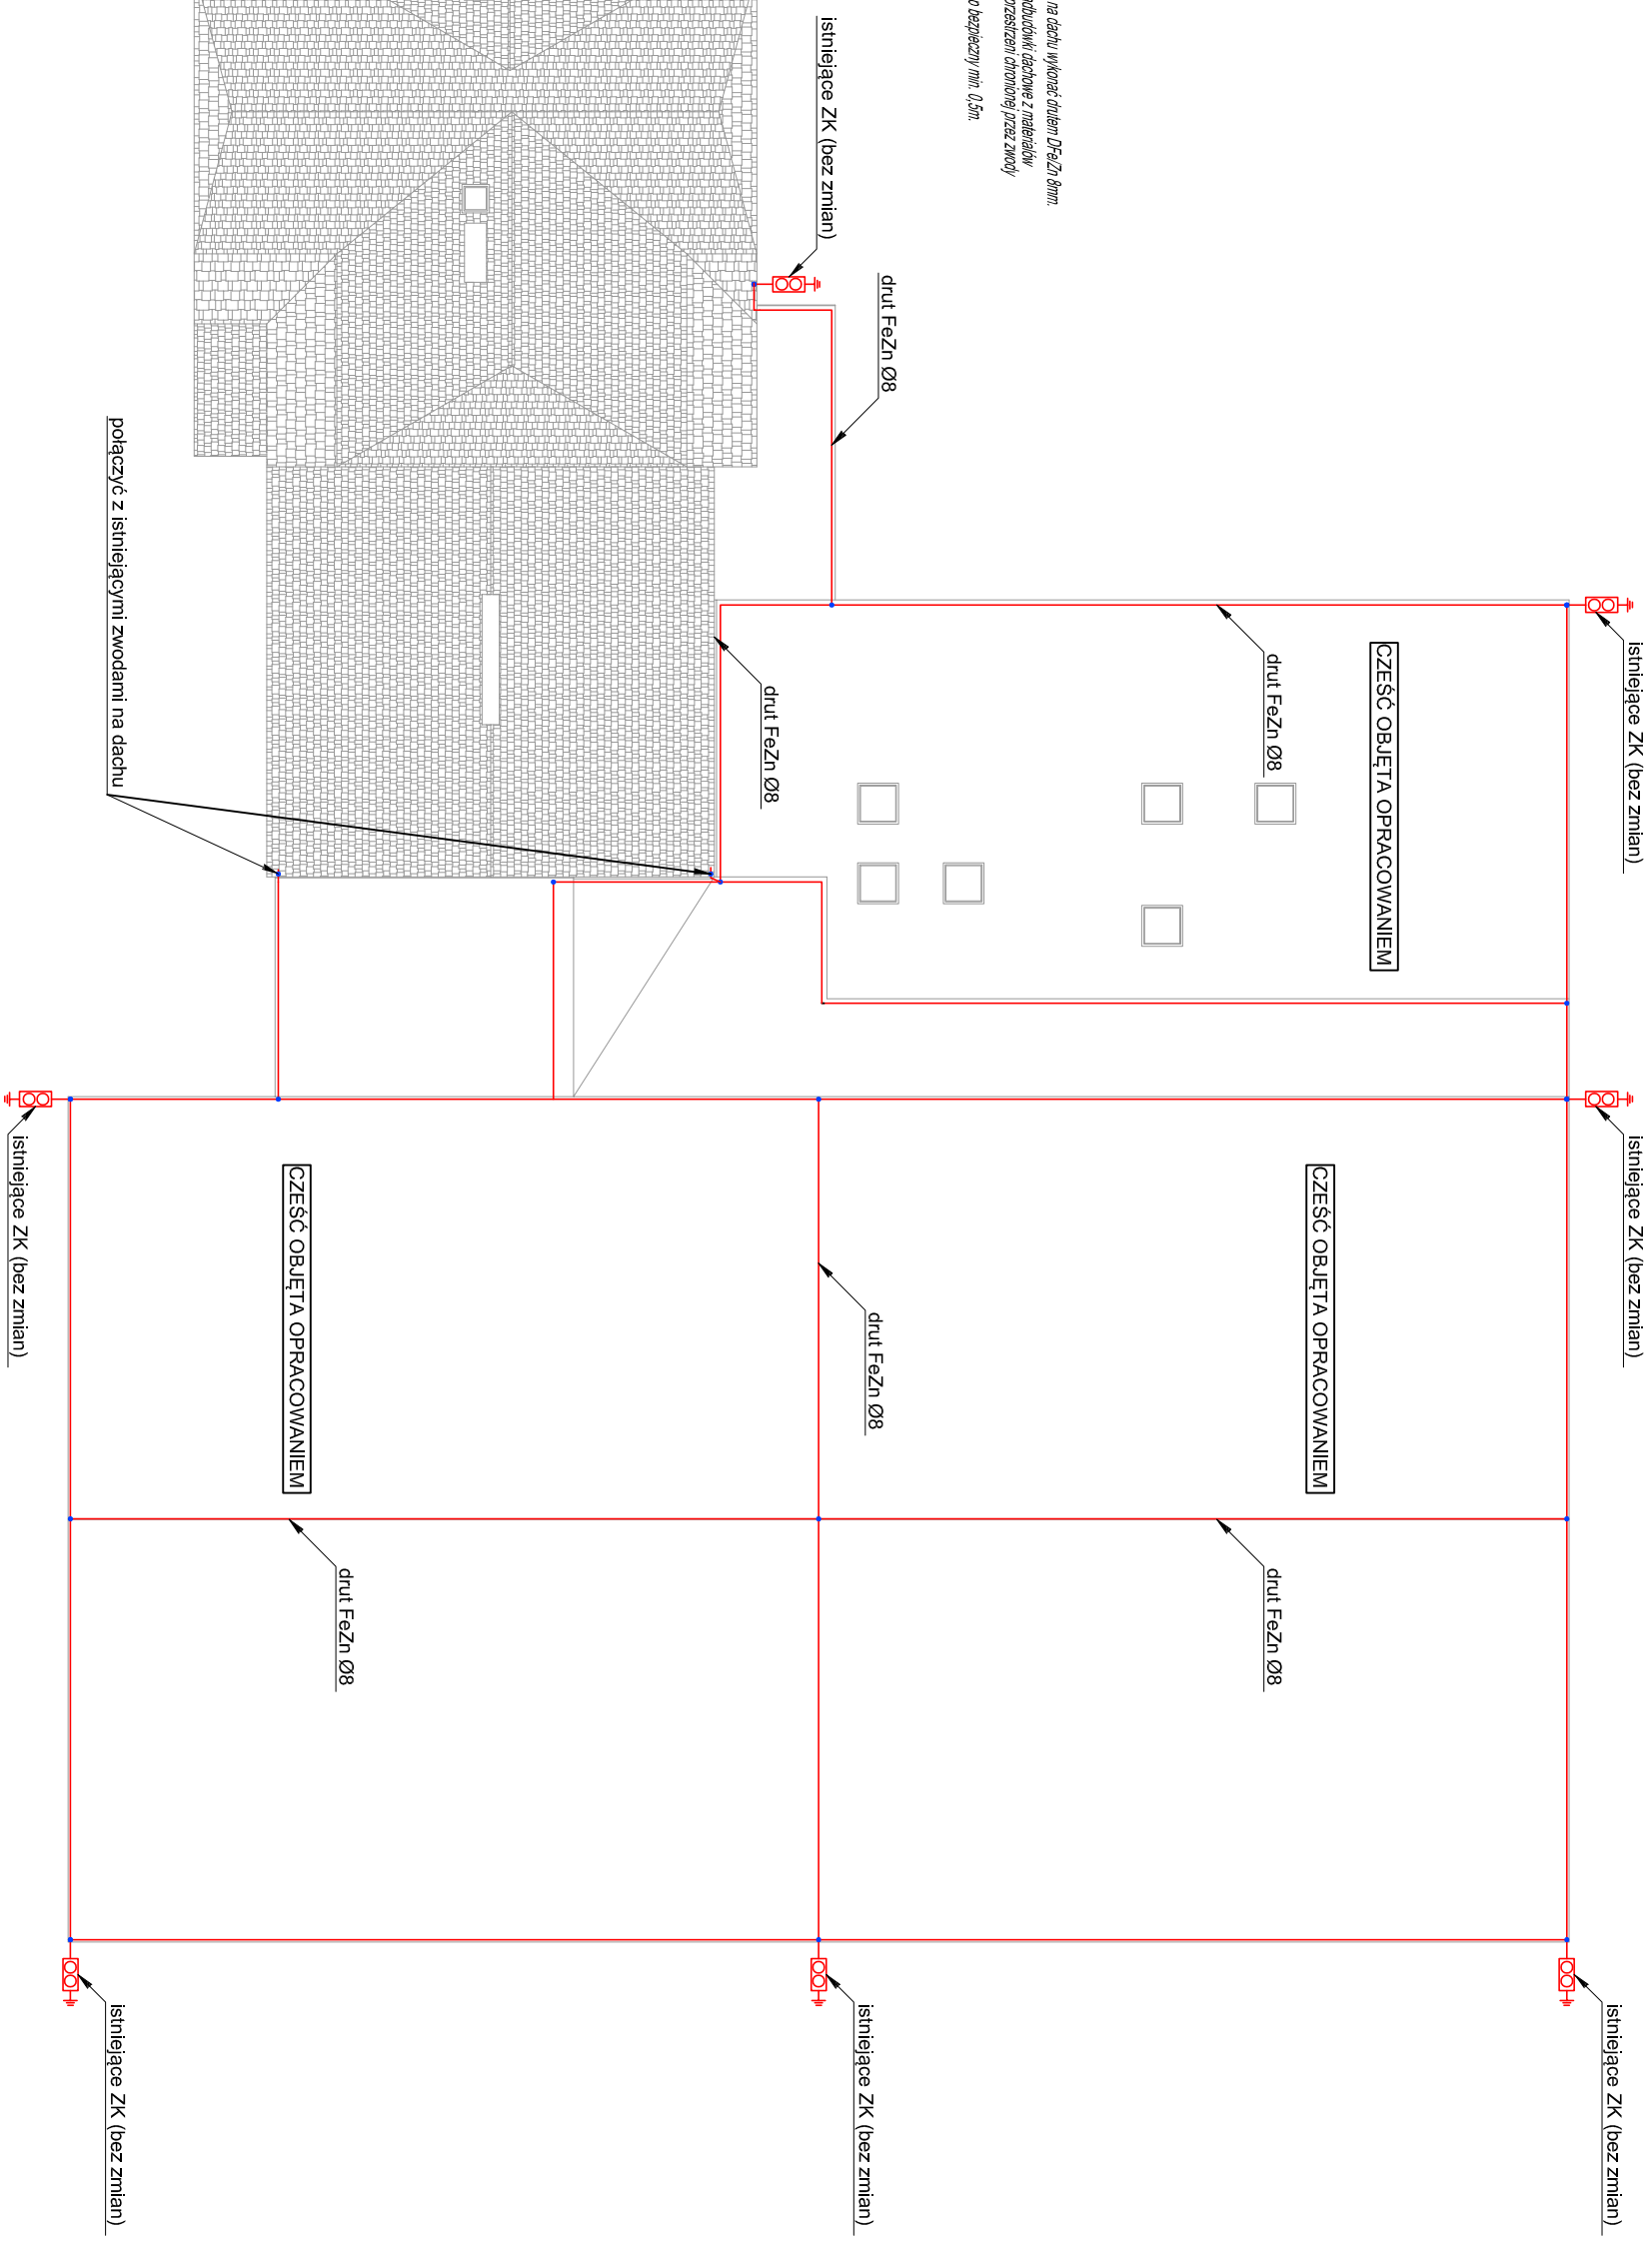 na dachu wykonać drutem DFe/Zn 8mm.
adbudówki dachowe z materiałów
przestrzeni chronionej przez zwody
o bezpieczny min. 0,5m.
istniejące ZK (bez zmian)
drut FeZn Ø8
istniejące ZK (bez zmian)
CZEŚĆ OBJĘTA OPRACOWANIEM
drut FeZn Ø8
drut FeZn Ø8
połączyć z istniejącymi zwodami na dachu
istniejące ZK (bez zmian)
CZEŚĆ OBJĘTA OPRACOWANIEM
drut FeZn Ø8
CZEŚĆ OBJĘTA OPRACOWANIEM
istniejące ZK (bez zmian)
drut FeZn Ø8
drut FeZn Ø8
istniejące ZK (bez zmian)
istniejące ZK (bez zmian)
istniejące ZK (bez zmian)